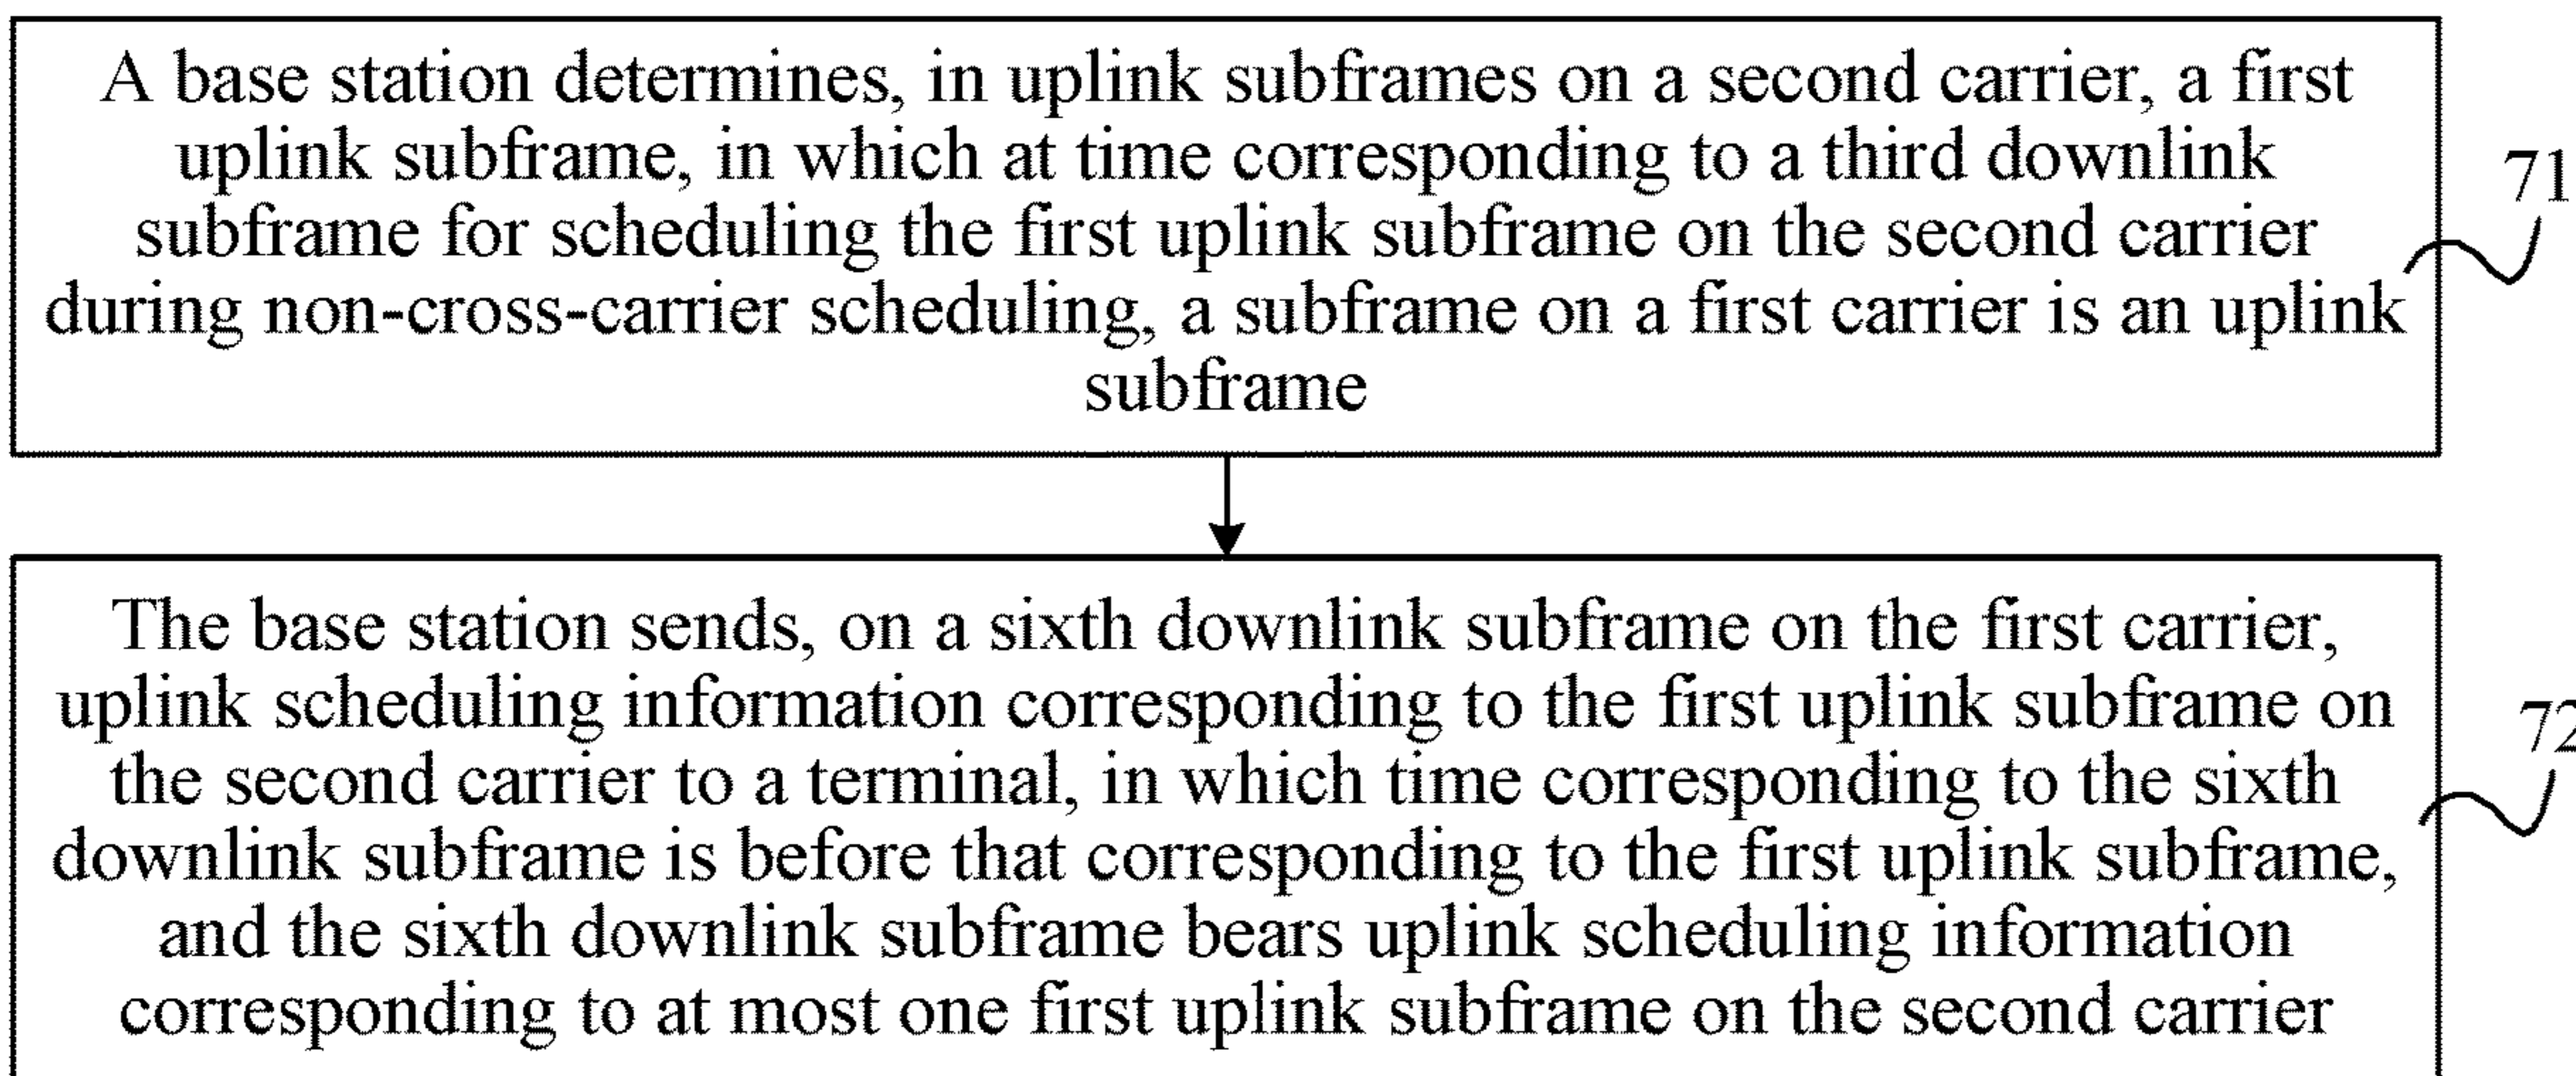 A base station determines, in uplink subframes on a second carrier, a first
uplink subframe, in which at time corresponding to a third downlink
subframe for scheduling the first uplink subframe on the second carrier
during non-cross-carrier scheduling, a subframe on a first carrier is an uplink
subframe
71
The base station sends, on a sixth downlink subframe on the first carrier,
uplink scheduling information corresponding to the first uplink subframe on
the second carrier to a terminal, in which time corresponding to the sixth
downlink subframe is before that corresponding to the first uplink subframe,
and the sixth downlink subframe bears uplink scheduling information
corresponding to at most one first uplink subframe on the second carrier
72